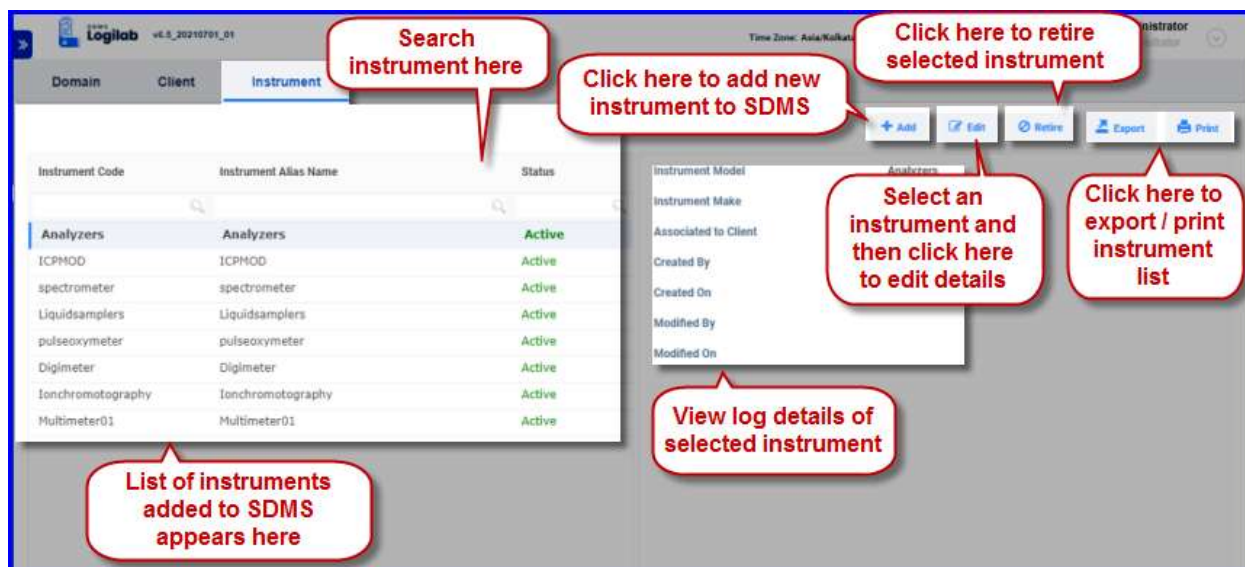 SDMS
Logilab v6.5_20210701_01
Time Zone: Asia/Kolkata
Search
instrument here
Click here to retire
selected instrument
Click here to add new
instrument to SDMS
Domain Client Instrument
Add Edit Retire Export Print
Instrument Code Instrument Alias Name Status
Analyzers Analyzers Active
ICPMOD ICPMOD Active
spectrometer spectrometer Active
Liquidsamplers Liquidsamplers Active
pulseoxymeter pulseoxymeter Active
Digimeter Digimeter Active
Ionchromotography Ionchromotography Active
Multimeter01 Multimeter01 Active
Instrument Model Analyzers
Instrument Make
Associated to Client
Created By
Created On
Modified By
Modified On
Select an
instrument and
then click here
to edit details
Click here to
export / print
instrument
list
View log details of
selected instrument
List of instruments
added to SDMS
appears here